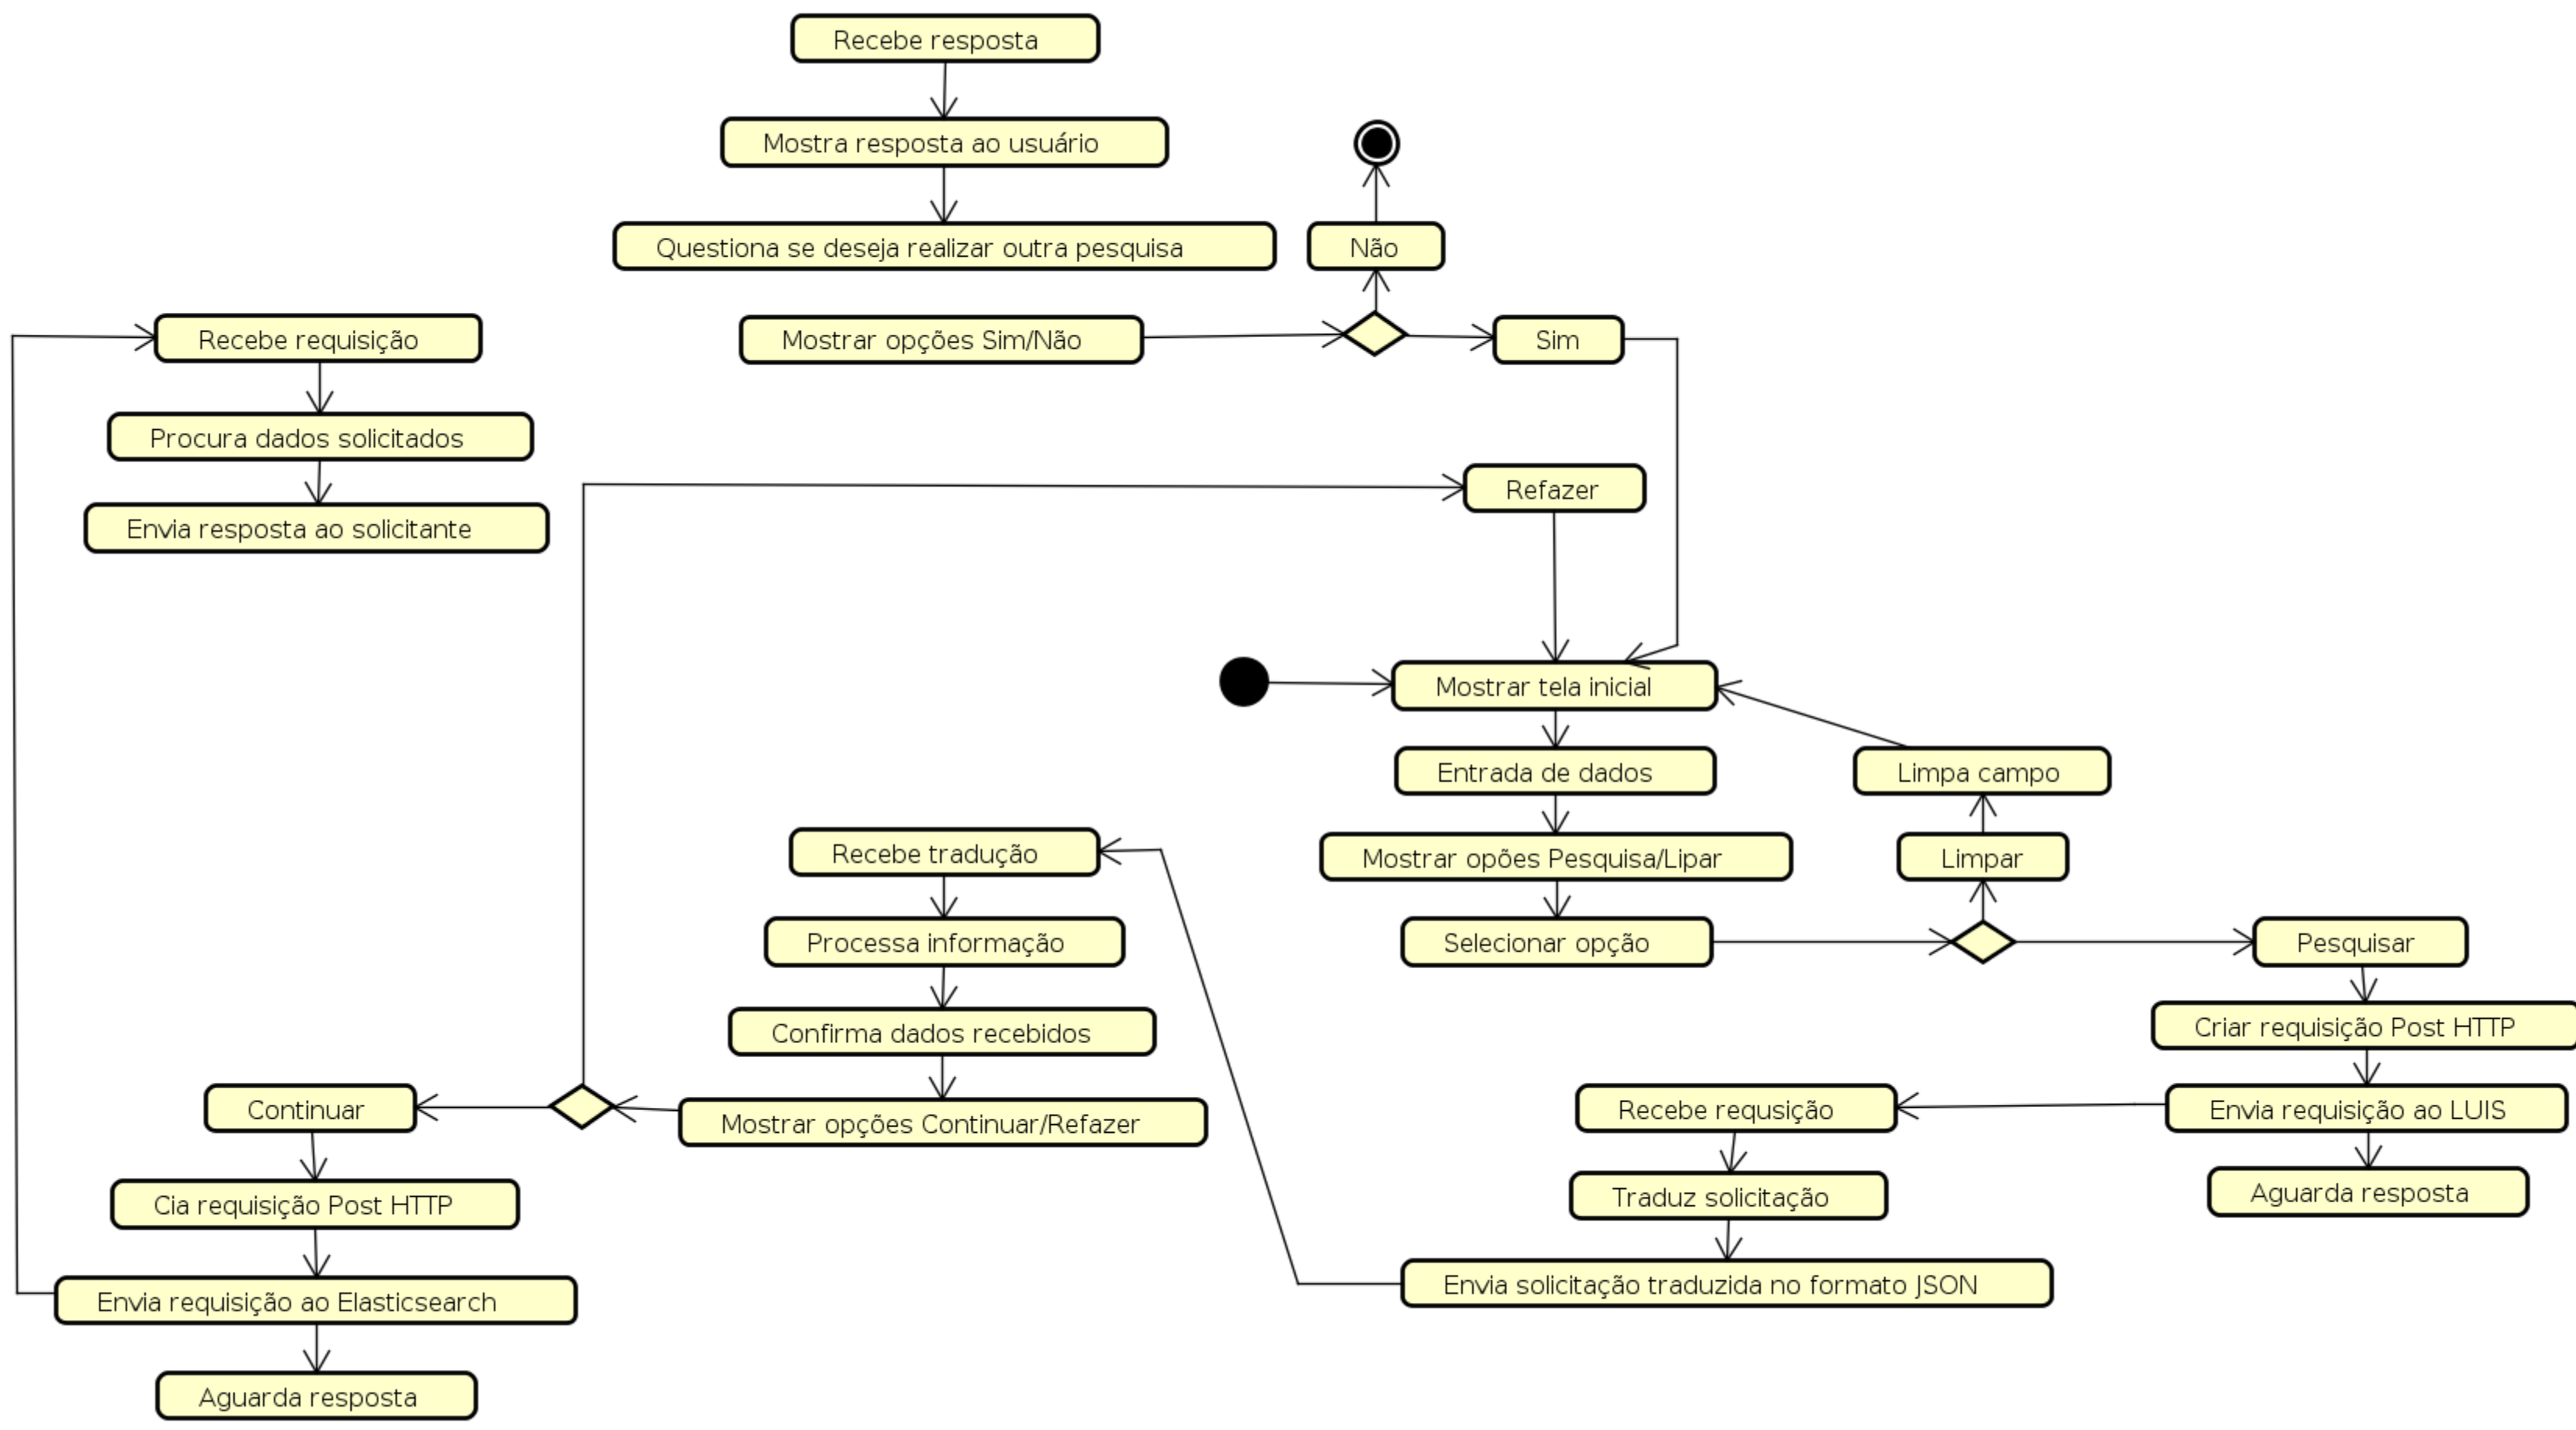 Recebe resposta
Mostra resposta ao usuário
Questiona se deseja realizar outra pesquisa
Não
Mostrar opções Sim/Não
Sim
Recebe requisição
Procura dados solicitados
Envia resposta ao solicitante
Refazer
Mostrar tela inicial
Entrada de dados
Mostrar opões Pesquisa/Lipar
Selecionar opção
Limpa campo
Limpar
Pesquisar
Criar requisição Post HTTP
Envia requisição ao LUIS
Aguarda resposta
Recebe requsição
Traduz solicitação
Envia solicitação traduzida no formato JSON
Recebe tradução
Processa informação
Confirma dados recebidos
Mostrar opções Continuar/Refazer
Continuar
Cia requisição Post HTTP
Envia requisição ao Elasticsearch
Aguarda resposta